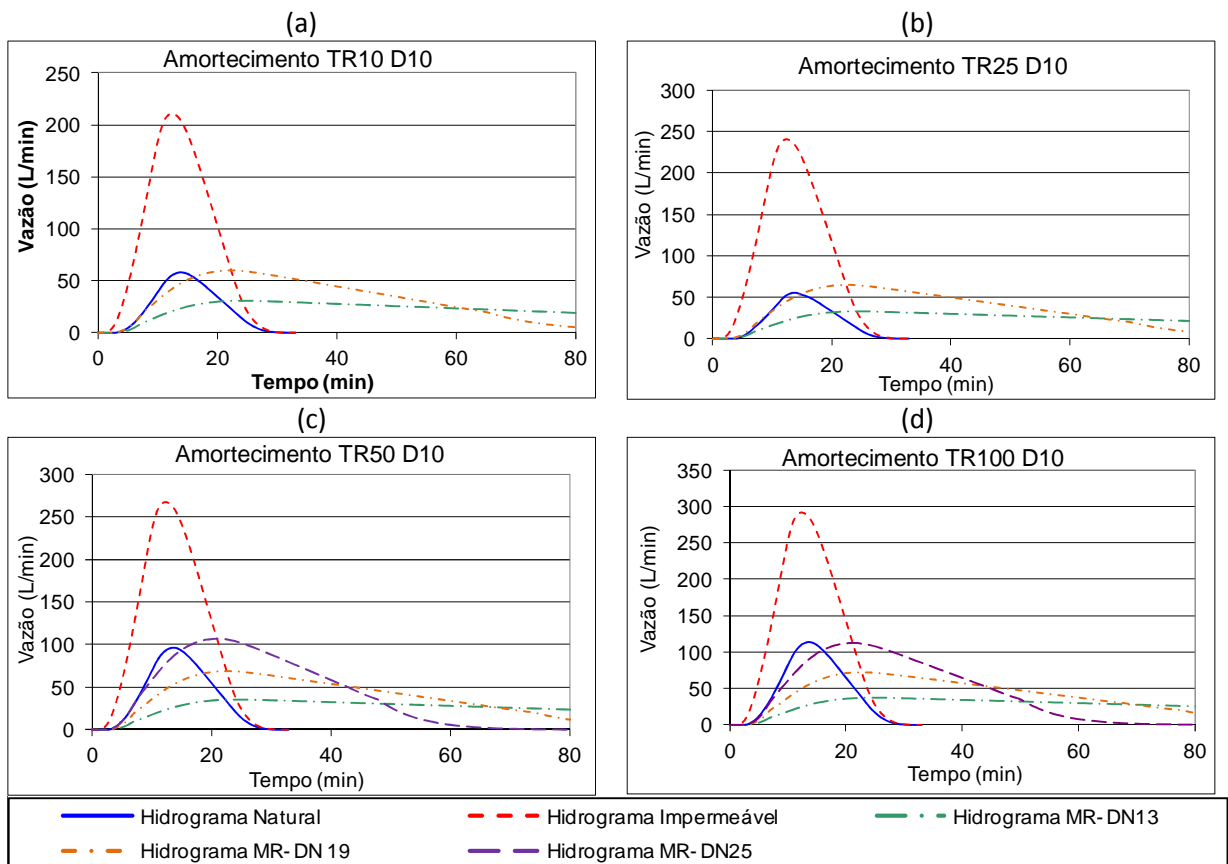 (a)
Amortecimento TR10 D10
Vazão (L/min)
250
200
150
100
50
0
0 20 40 60 80
Tempo (min)
(b)
Amortecimento TR25 D10
Vazão (L/min)
300
250
200
150
100
50
0
0 20 40 60 80
Tempo (min)
(c)
Amortecimento TR50 D10
Vazão (L/min)
300
250
200
150
100
50
0
0 20 40 60 80
Tempo (min)
(d)
Amortecimento TR100 D10
Vazão (L/min)
350
300
250
200
150
100
50
0
0 20 40 60 80
Tempo (min)
Hidrograma Natural Hidrograma Impermeável Hidrograma MR-DN13
Hidrograma MR-DN 19 Hidrograma MR-DN25